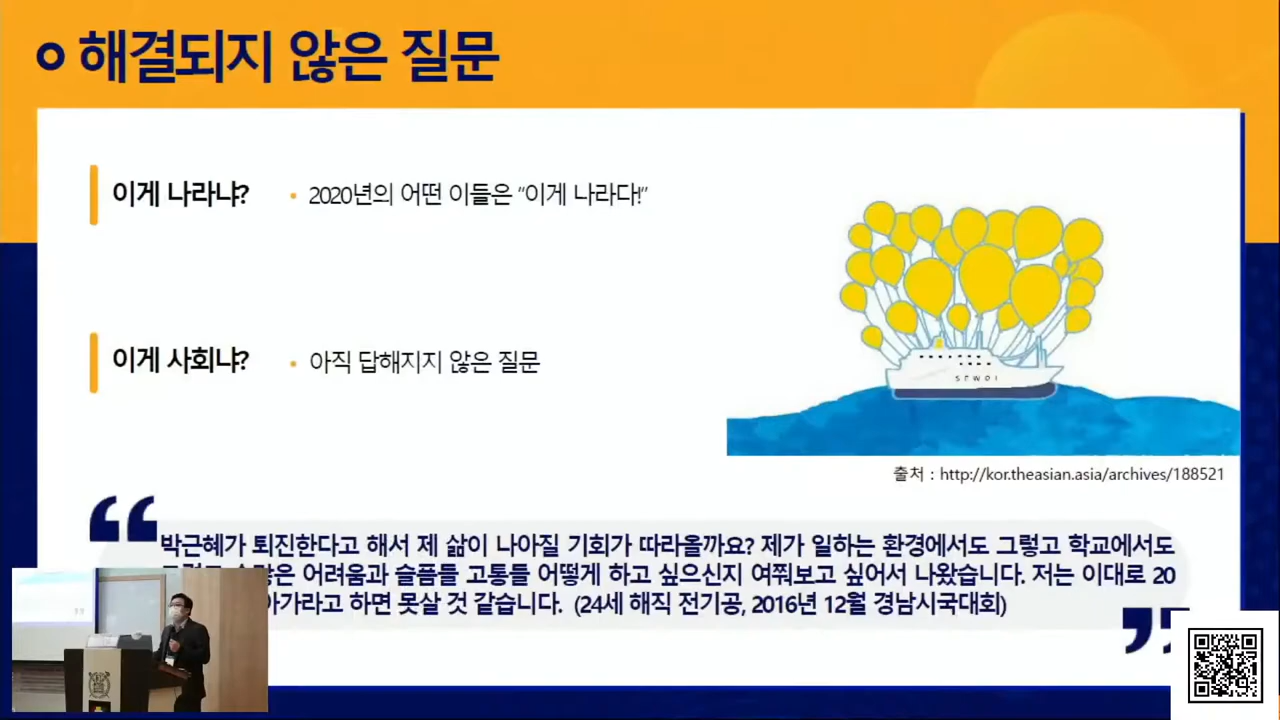 해결되지 않은 질문
이게 나라냐?
• 2020년의 어떤 이들은 “이게 나라다!”
이게 사회냐?
• 아직 답해지지 않은 질문
SEWOL
출처 : http://kor.theasian.asia/archives/188521
박근혜가 퇴진한다고 해서 제 삶이 나아질 기회가 따라올까요? 제가 일하는 환경에서도 그렇고 학교에서도
어려움과 슬픔들 고통들 어떻게 하고 싶으신지 여쭤보고 싶어서 나왔습니다. 저는 이대로 20
하면 못살 것 같습니다. (24세 해직 전기공, 2016년 12월 경남시국대회)